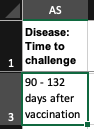 AS
Disease:
Time to
1 challenge
90 - 132
days after
3 vaccination